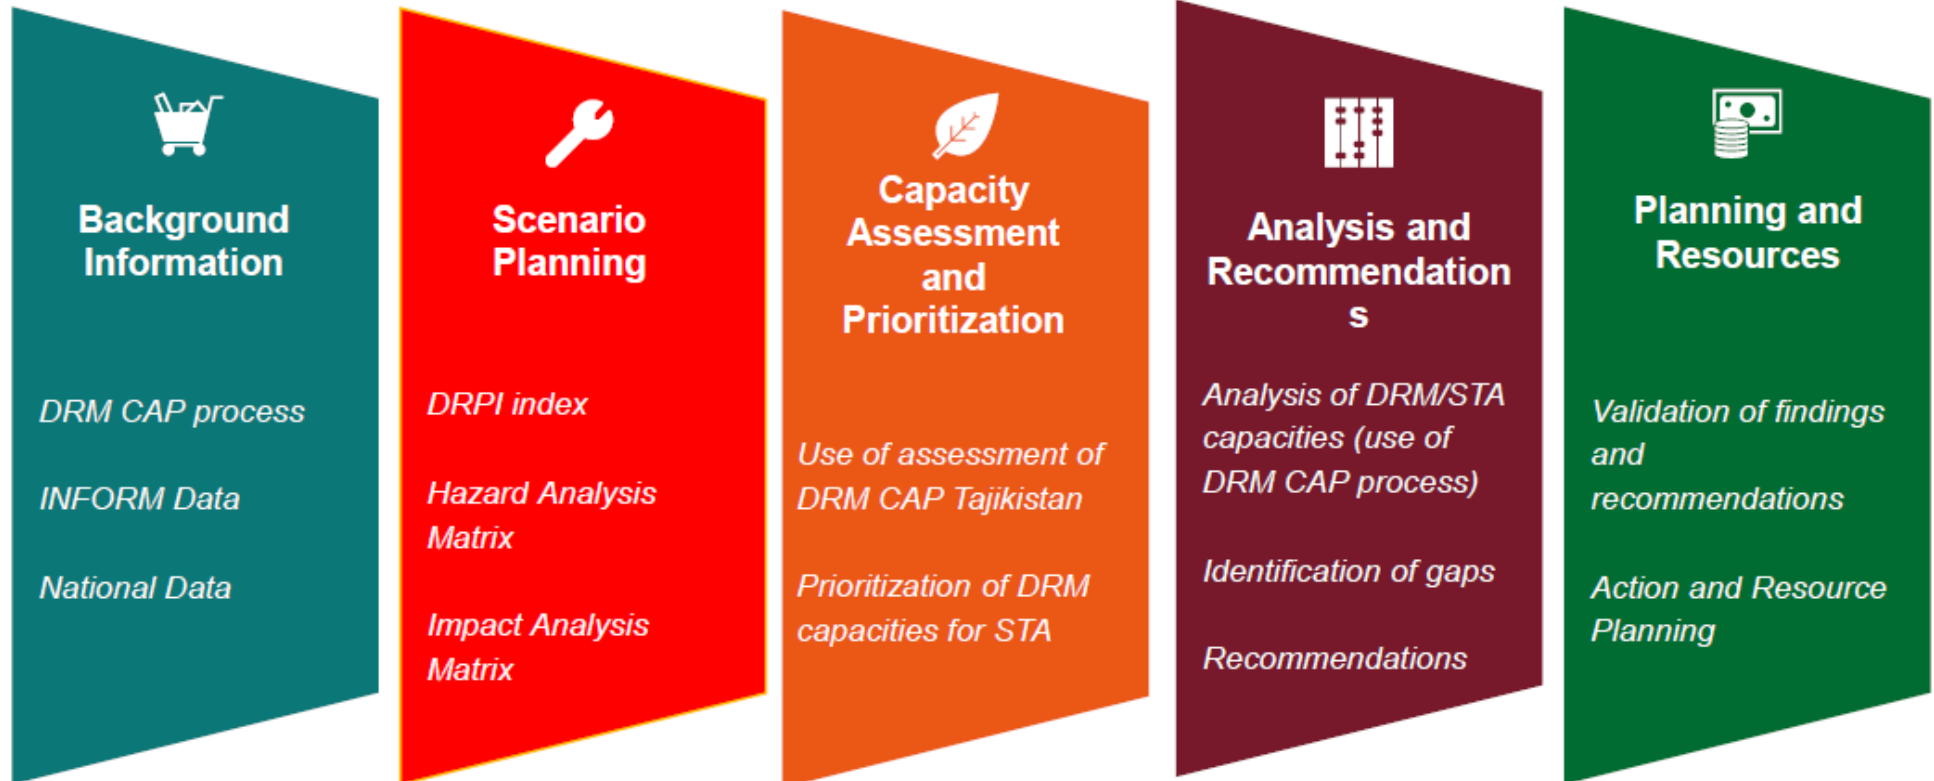 Background
Information
DRM CAP process
INFORM Data
National Data
Scenario
Planning
DRPI index
Hazard Analysis
Matrix
Impact Analysis
Matrix
Capacity
Assessment
and
Prioritization
Use of assessment of
DRM CAP Tajikistan
Prioritization of DRM
capacities for STA
Analysis and
Recommendation
s
Analysis of DRM/STA
capacities (use of
DRM CAP process)
Identification of gaps
Recommendations
Planning and
Resources
Validation of findings
and
recommendations
Action and Resource
Planning